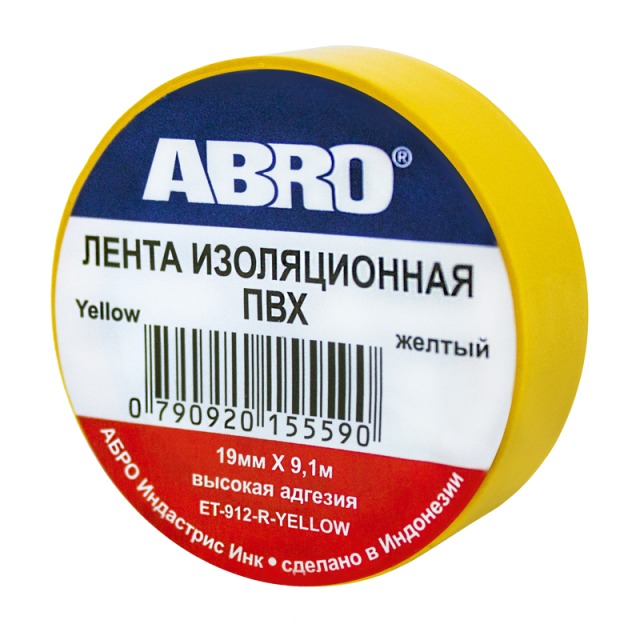 ABRO®
ЛЕНТА ИЗОЛЯЦИОННАЯ
ПВХ
Yellow
желтый
0 790920 155590
19мм X 9,1м
высокая адгезия
ET-912-R-YELLOW
АБРО Индастрис Инк • сделано в Индонезии